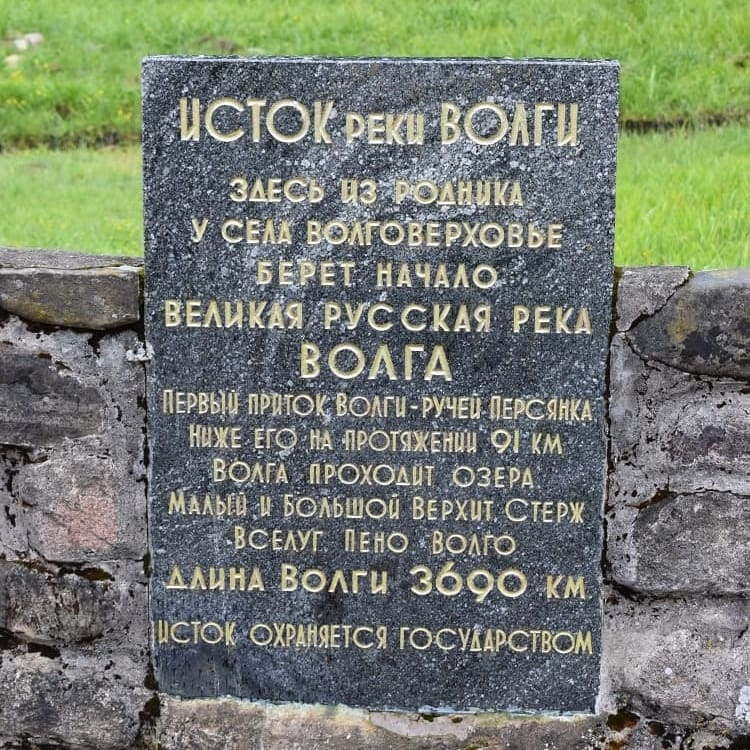 ИСТОК РЕКИ ВОЛГИ
ЗДЕСЬ ИЗ РОДНИКА
У СЕЛА ВОЛГОВЕРХОВЬЕ
БЕРЕТ НАЧАЛО
ВЕЛИКАЯ РУССКАЯ РЕКА
ВОЛГА
ПЕРВЫЙ ПРИТОК ВОЛГИ-РУЧЕЙ ПЕРСЯНКА
НИЖЕ ЕГО НА ПРОТЯЖЕНИИ 91 КМ
ВОЛГА ПРОХОДИТ ОЗЕРА
МАЛЫЙ И БОЛЬШОЙ ВЕРХИТ, СТЕРЖ
ВСЕЛУГ ПЕНО ВОЛГО
ДЛИНА ВОЛГИ 3690 КМ
ИСТОК ОХРАНЯЕТСЯ ГОСУДАРСТВОМ